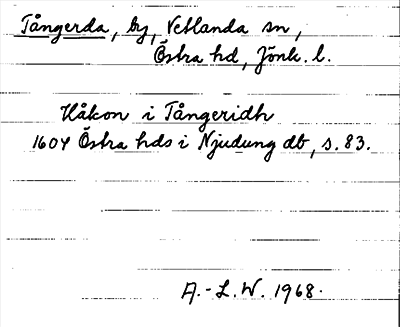 Tångerda, by, Vetlanda sn,
Östra hd, Jönk. l.
Håkon i Tångeridh
1604 Östra hds i Njudung db, s. 83.
A.-L. W. 1968.